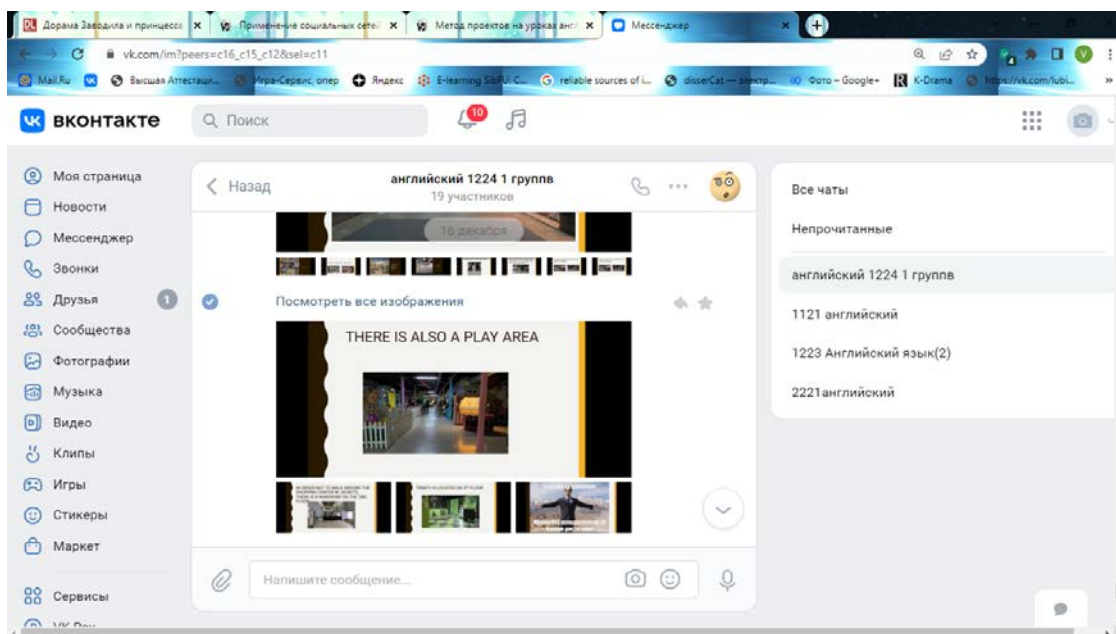 Дорама Заводила и принцесса
Применение социальных сетей
Метод проектов на уроках англ
Мессенджер
vk.com/im?peers=c16_c15_c12&sel=c11
Mail.Ru
Высшая Аттестаци...
Игра-Сервис, опер
Яндекс
E-learning SibFU: C...
reliable sources of i...
disserCat — электр...
Фото – Google+
K-Drama
https://vk.com/lubi...
вконтакте
Поиск
10
Моя страница
Новости
Мессенджер
Звонки
Друзья 1
Сообщества
Фотографии
Музыка
Видео
Клипы
Игры
Стикеры
Маркет
Сервисы
VK Pay
Назад
английский 1224 1 группв
19 участников
16 декабря
Посмотреть все изображения
THERE IS ALSO A PLAY AREA
Напишите сообщение...
Все чаты
Непрочитанные
английский 1224 1 группв
1121 английский
1223 Английский язык(2)
2221английский